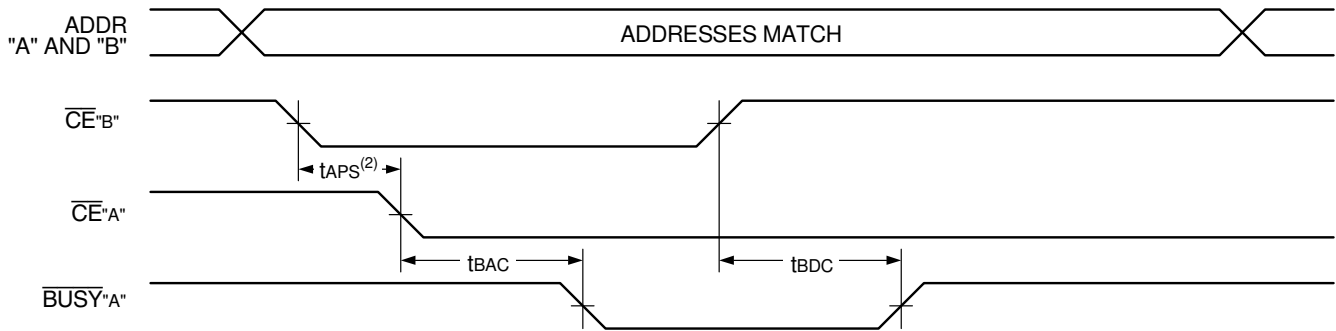 ADDR
"A" AND "B"
ADDRESSES MATCH
CE"B"
tAPS(2)
CE"A"
tBAC
tBDC
BUSY"A"